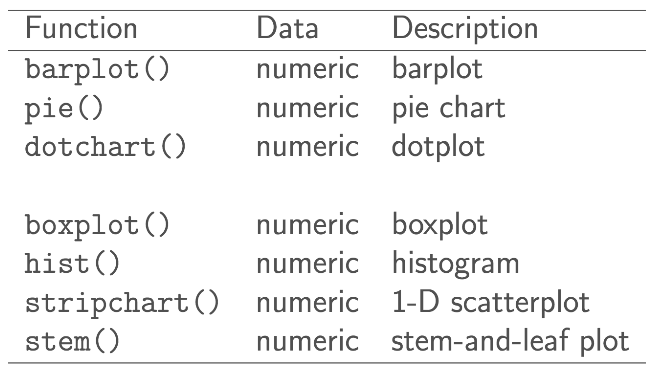 Function Data Description
barplot() numeric barplot
pie() numeric pie chart
dotchart() numeric dotplot
boxplot() numeric boxplot
hist() numeric histogram
stripchart() numeric 1-D scatterplot
stem() numeric stem-and-leaf plot